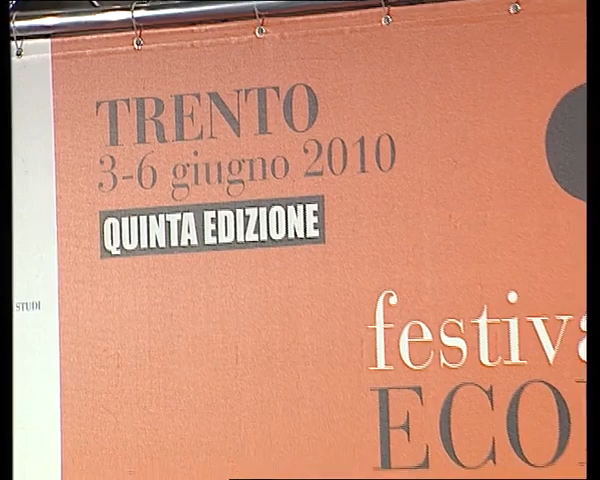 TRENTO
3-6 giugno 2010
QUINTA EDIZIONE
STUDI
festiva
ECO